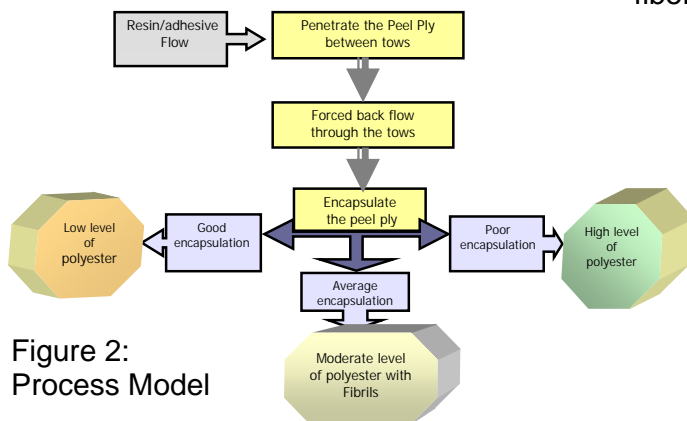 fiber
Resin/adhesive
Flow
Penetrate the Peel Ply
between tows
Forced back flow
through the tows
Encapsulate
the peel ply
Low level
of
polyester
Good
encapsulation
Poor
encapsulation
High level
of
polyester
Average
encapsulation
Moderate level
of polyester with
Fibrils
Figure 2:
Process Model